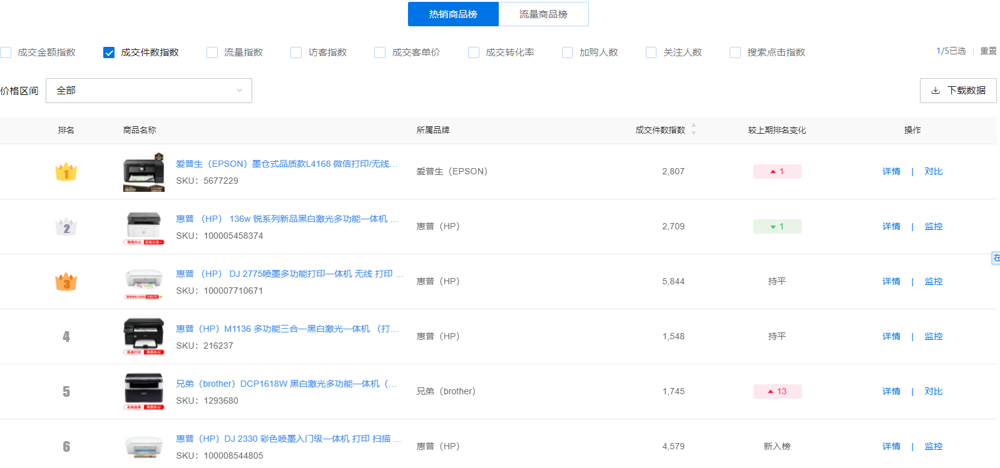 热销商品榜 流量商品榜
成交金额指数 成交件数指数 流量指数 访客指数 成交客单价 成交转化率 加购人数 关注人数 搜索点击指数 1/5已选 重置
价格区间 全部 下载数据
排名 商品名称 所属品牌 成交件数指数 较上期排名变化 操作
1 爱普生（EPSON）墨仓式品质款L4168 微信打印/无线... 爱普生（EPSON） 2,807 1 详情 | 对比
SKU：5677229
2 惠普 （HP） 136w 锐系列新品黑白激光多功能一体机 ... 惠普（HP） 2,709 1 详情 | 监控
SKU：100005458374
在
3 惠普 （HP） DJ 2775喷墨多功能打印一体机 无线 打印 ... 惠普（HP） 5,844 持平 详情 | 监控
SKU：100007710671
4 惠普（HP）M1136 多功能三合一黑白激光一体机 （打... 惠普（HP） 1,548 持平 详情 | 监控
SKU：216237
5 兄弟（brother）DCP1618W 黑白激光多功能一体机（... 兄弟（brother） 1,745 13 详情 | 对比
SKU：1293680
6 惠普（HP）DJ 2330 彩色喷墨入门级一体机 打印 扫描 ... 惠普（HP） 4,579 新入榜 详情 | 监控
SKU：100008544805